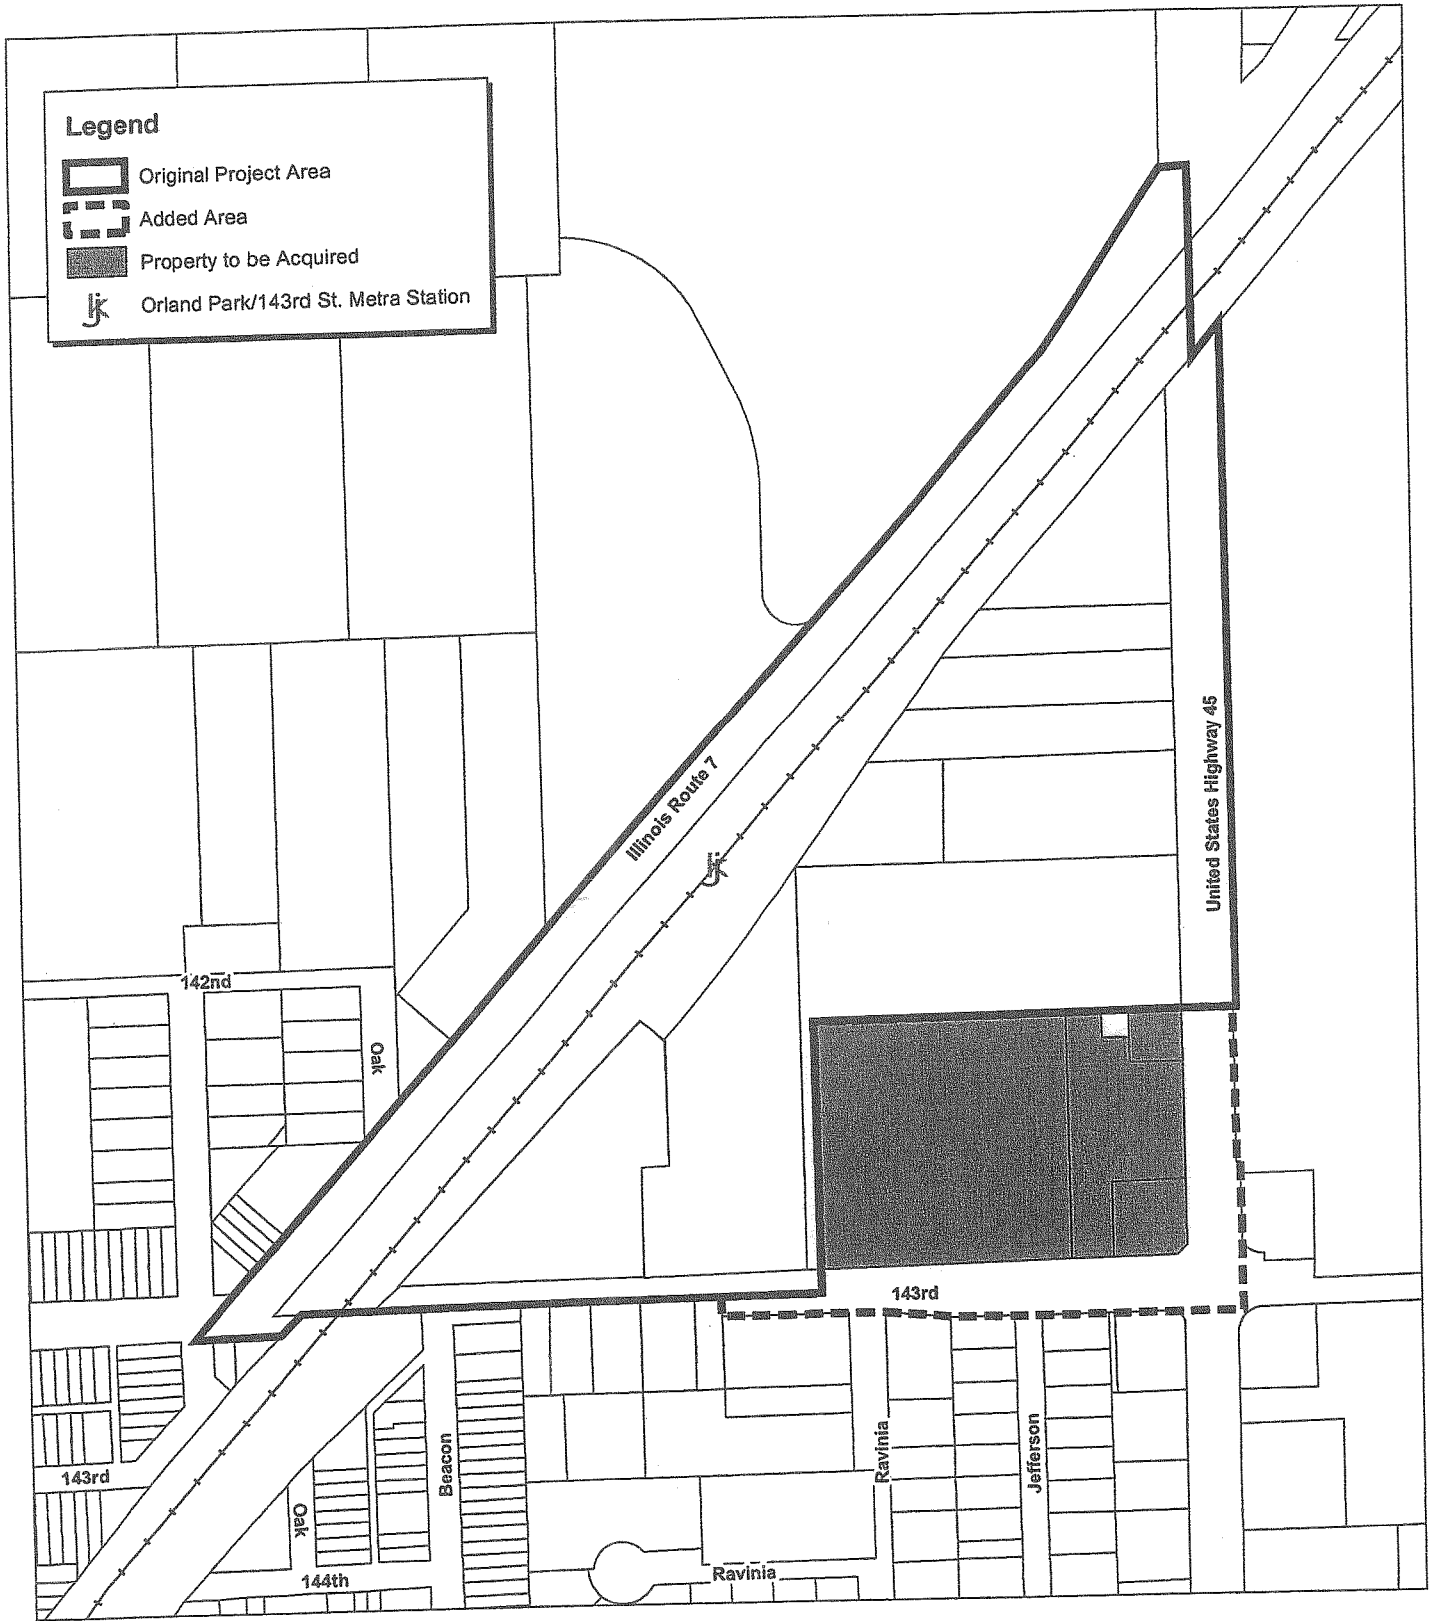 Legend
Original Project Area
Added Area
Property to be Acquired
Orland Park/143rd St. Metra Station
United States Highway 45
Illinois Route 7
142nd
Oak
143rd
Ravinia
Jefferson
Beacon
143rd
Oak
144th
Ravinia